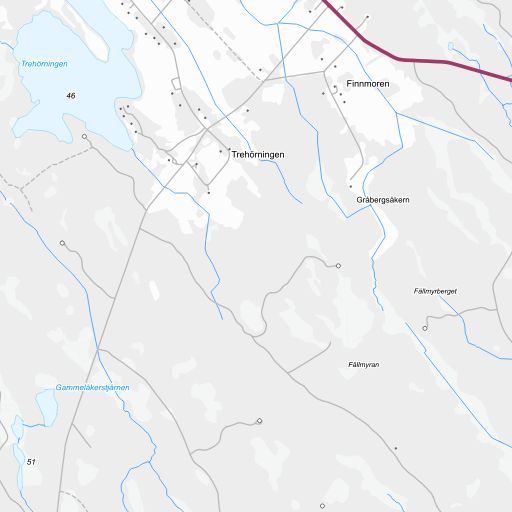 Trehörningen
46
Finnmoren
Trehörningen
Gråbergsåkern
Fällmyrberget
Fällmyran
Gammelåkerstjärnen
51